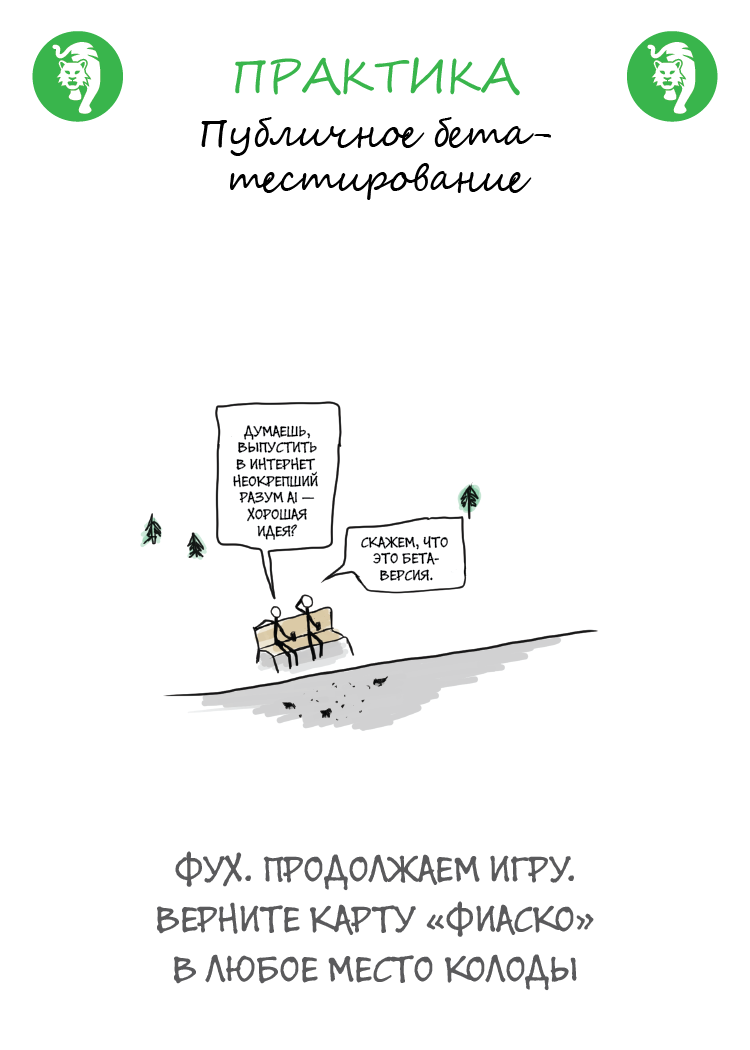 ПРАКТИКА
Публичное бета-
тестирование
ДУМАЕШЬ,
ВЫПУСТИТЬ
В ИНТЕРНЕТ
НЕОКРЕПШИЙ
РАЗУМ AI —
ХОРОШАЯ
ИДЕЯ?
СКАЖЕМ, ЧТО
ЭТО БЕТА-
ВЕРСИЯ.
ФУХ. ПРОДОЛЖАЕМ ИГРУ.
ВЕРНИТЕ КАРТУ «ФИАСКО»
В ЛЮБОЕ МЕСТО КОЛОДЫ